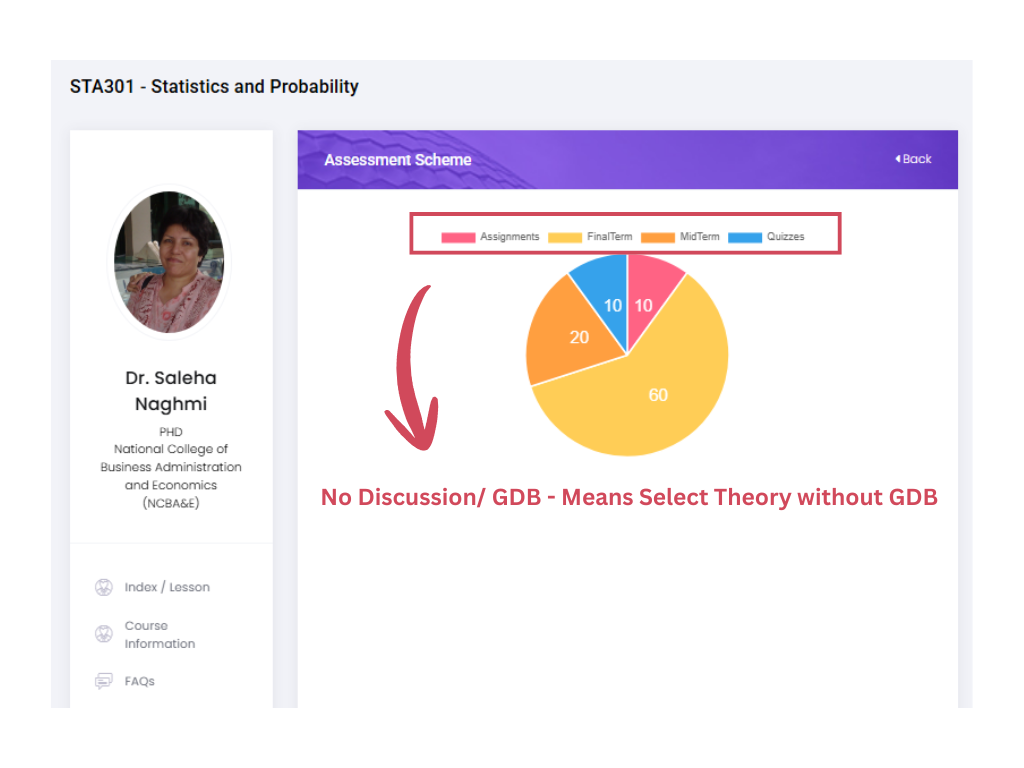 STA301 - Statistics and Probability
Assessment Scheme
Back
Assignments
FinalTerm
MidTerm
Quizzes
10
10
20
60
No Discussion/ GDB - Means Select Theory without GDB
Dr. Saleha
Naghmi
PHD
National College of
Business Administration
and Economics
(NCBA&E)
Index / Lesson
Course
Information
FAQs